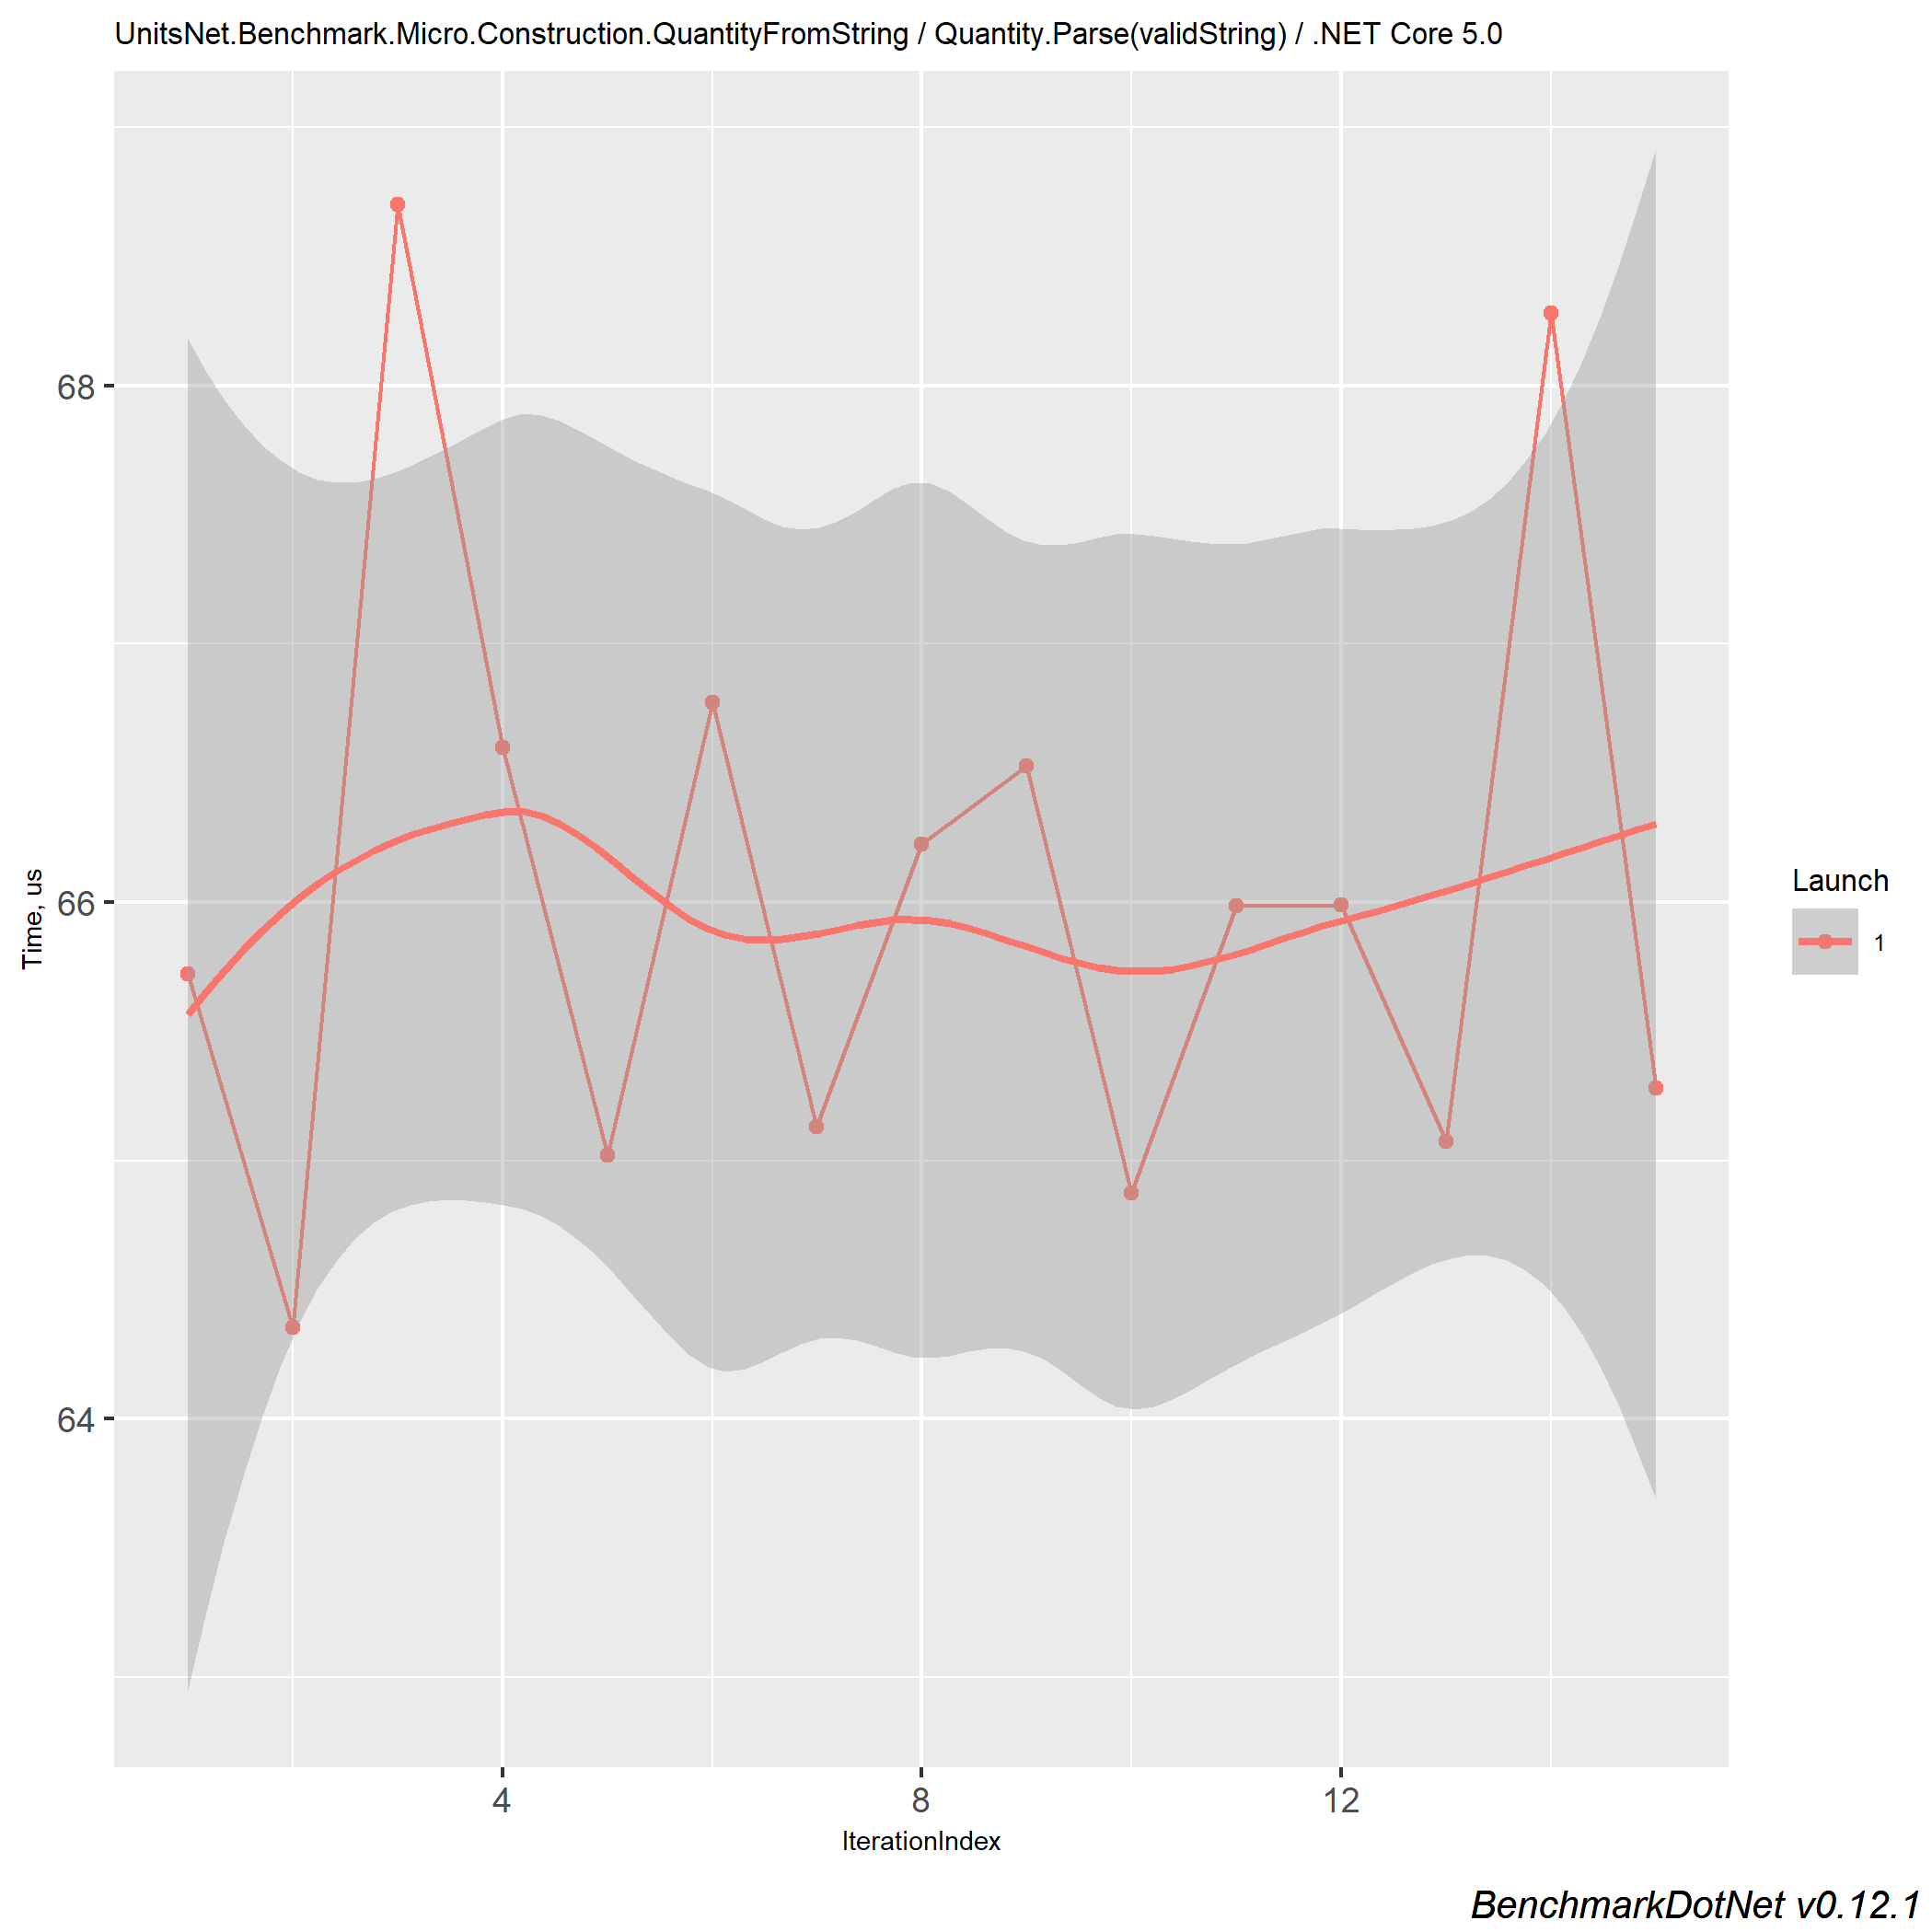 UnitsNet.Benchmark.Micro.Construction.QuantityFromString / Quantity.Parse(validString) / .NET Core 5.0
68
66
64
Time, us
4
8
12
IterationIndex
Launch
1
BenchmarkDotNet v0.12.1